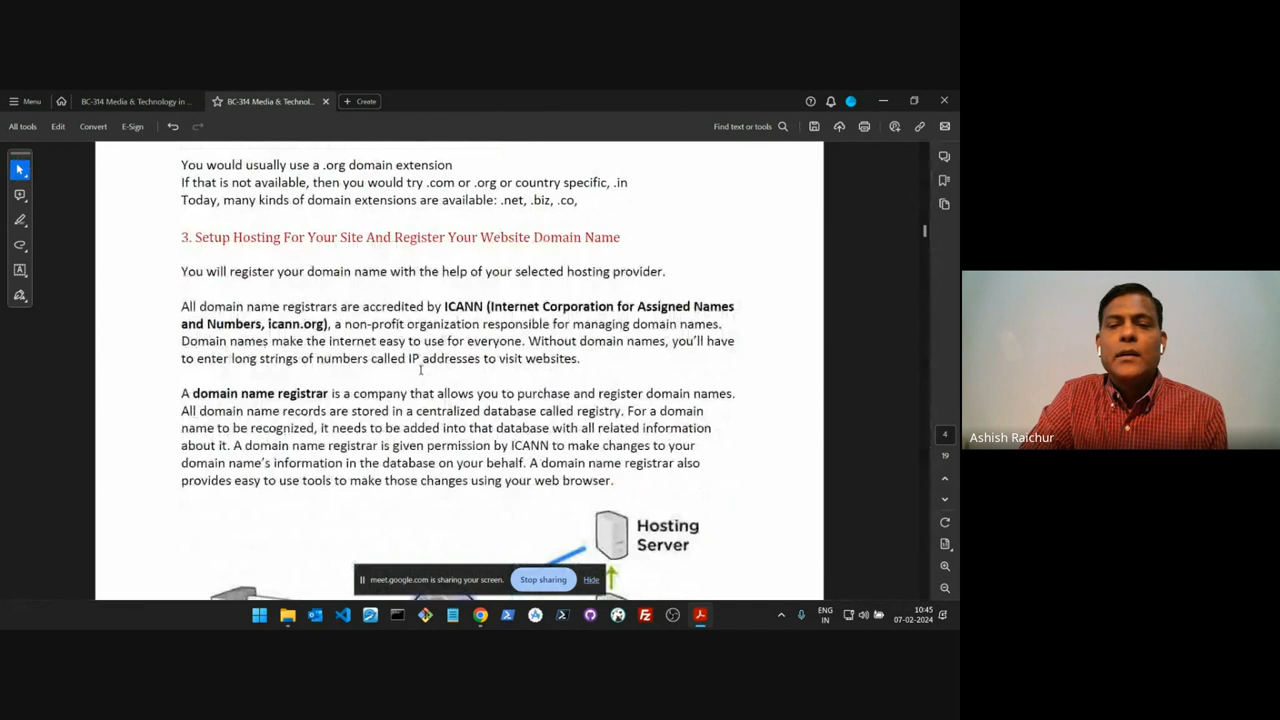 Menu
BC-314 Media & Technology in ...
BC-314 Media & Technol...
Create
All tools
Edit
Convert
E-Sign
Find text or tools
You would usually use a .org domain extension
If that is not available, then you would try .com or .org or country specific, .in
Today, many kinds of domain extensions are available: .net, .biz, .co,
3. Setup Hosting For Your Site And Register Your Website Domain Name
You will register your domain name with the help of your selected hosting provider.
All domain name registrars are accredited by ICANN (Internet Corporation for Assigned Names
and Numbers, icann.org), a non-profit organization responsible for managing domain names.
Domain names make the internet easy to use for everyone. Without domain names, you'll have
to enter long strings of numbers called IP addresses to visit websites.
A domain name registrar is a company that allows you to purchase and register domain names.
All domain name records are stored in a centralized database called registry. For a domain
name to be recognized, it needs to be added into that database with all related information
about it. A domain name registrar is given permission by ICANN to make changes to your
domain name's information in the database on your behalf. A domain name registrar also
provides easy to use tools to make those changes using your web browser.
Hosting
Server
4
19
meet.google.com is sharing your screen.
Stop sharing
Hide
ENG
IN
10:45
07-02-2024
Ashish Raichur